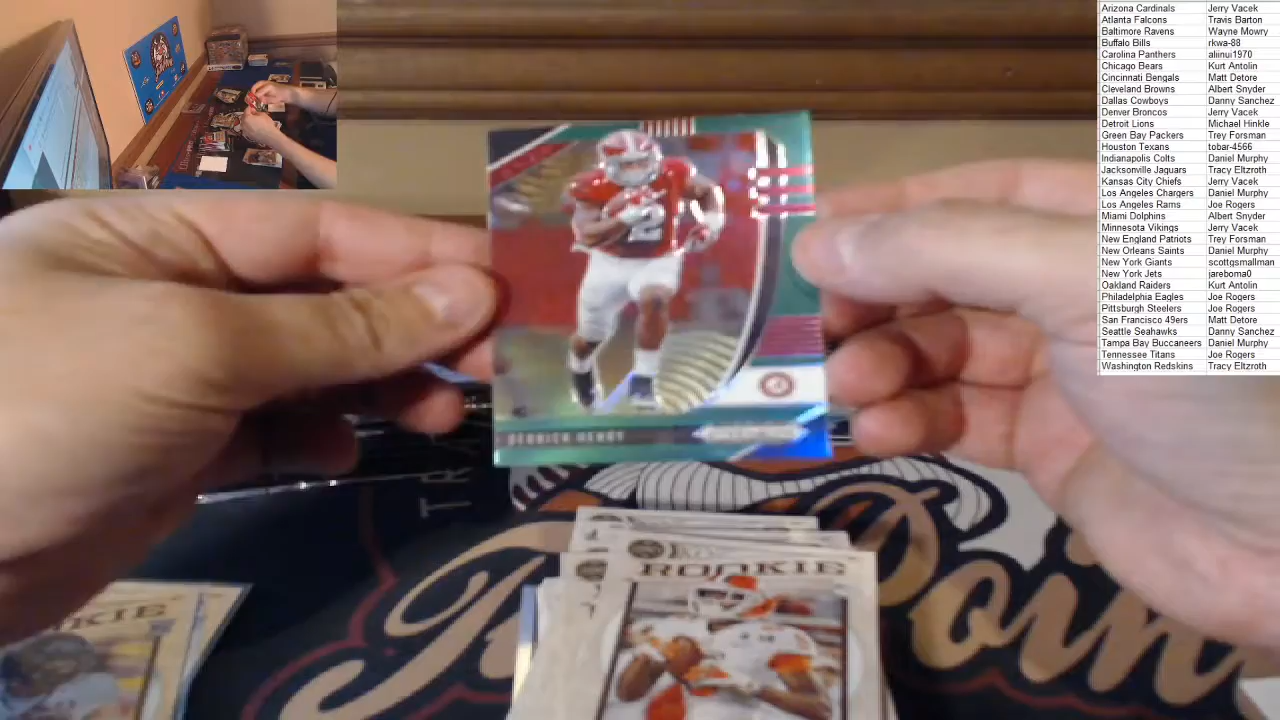 Arizona Cardinals Jerry Vacek
Atlanta Falcons Travis Barton
Baltimore Ravens Wayne Mowry
Buffalo Bills rkwa-88
Carolina Panthers aliinui1970
Chicago Bears Kurt Antolin
Cincinnati Bengals Matt Detore
Cleveland Browns Albert Snyder
Dallas Cowboys Danny Sanchez
Denver Broncos Jerry Vacek
Detroit Lions Michael Hinkle
Green Bay Packers Trey Forsman
Houston Texans tobar-4566
Indianapolis Colts Daniel Murphy
Jacksonville Jaguars Tracy Eltzroth
Kansas City Chiefs Jerry Vacek
Los Angeles Chargers Daniel Murphy
Los Angeles Rams Joe Rogers
Miami Dolphins Albert Snyder
Minnesota Vikings Jerry Vacek
New England Patriots Trey Forsman
New Orleans Saints Daniel Murphy
New York Giants scottgsmallman
New York Jets jareboma0
Oakland Raiders Kurt Antolin
Philadelphia Eagles Joe Rogers
Pittsburgh Steelers Joe Rogers
San Francisco 49ers Matt Detore
Seattle Seahawks Danny Sanchez
Tampa Bay Buccaneers Daniel Murphy
Tennessee Titans Joe Rogers
Washington Redskins Tracy Eltzroth
2
DERRICK HENRY
ROOKIE
TRA
Point